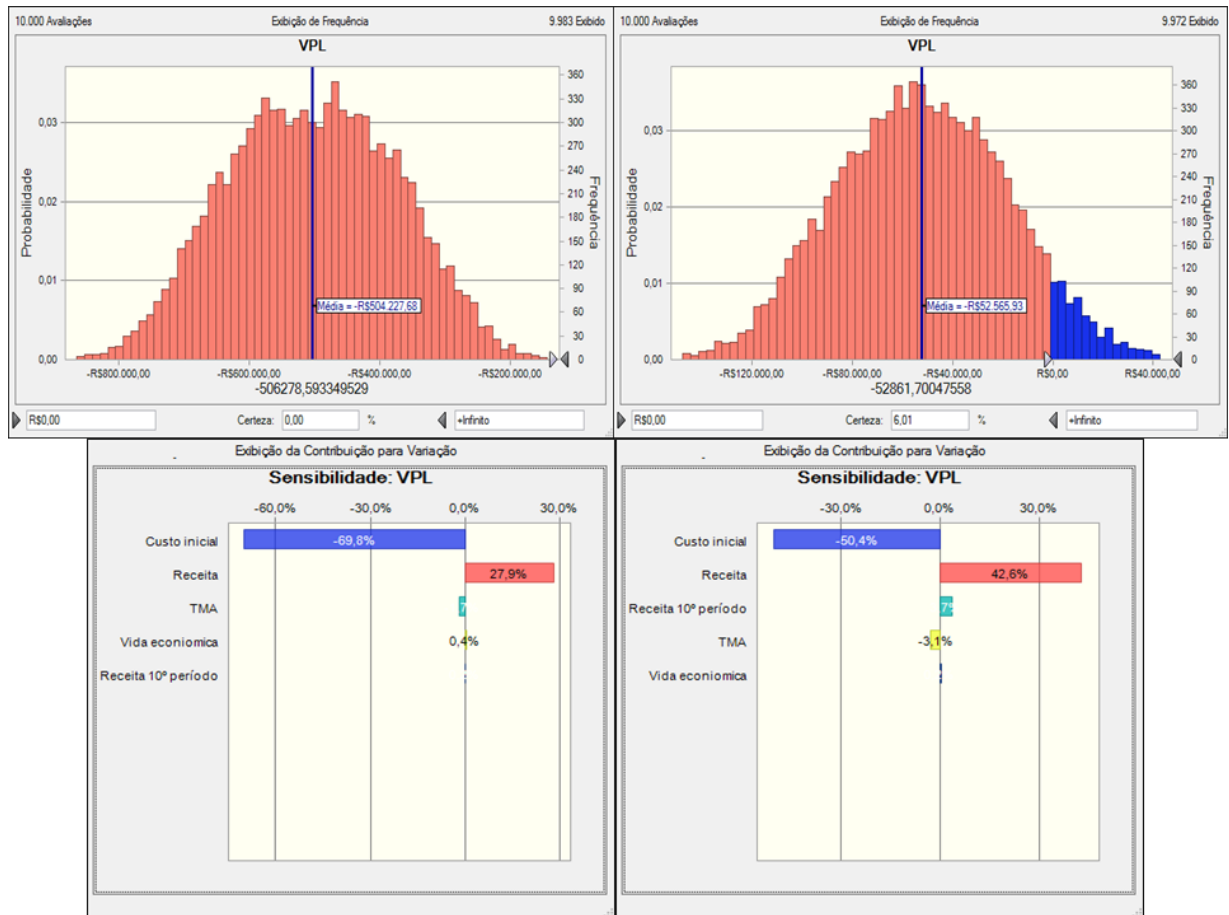 10.000 Avaliações Exibição de Frequência 9.983 Exibido
VPL
Probabilidade
0,03
0,02
0,01
0,00
360
330
300
270
240
210
180
150
120
90
60
30
0
Frequência
Média = -R$504.227,68
-R$800.000,00 -R$600.000,00 -R$400.000,00 -R$200.000,00
-506278,593349529
R$0,00 Certeza: 0,00 % +Infinito
10.000 Avaliações Exibição de Frequência 9.972 Exibido
VPL
Probabilidade
0,03
0,02
0,01
0,00
360
330
300
270
240
210
180
150
120
90
60
30
0
Frequência
Média = -R$52.565,93
-R$120.000,00 -R$80.000,00 -R$40.000,00 R$0,00 R$40.000,00
-52861,70047558
R$0,00 Certeza: 6,01 % +Infinito
Exibição da Contribuição para Variação
Sensibilidade: VPL
-60,0% -30,0% 0,0% 30,0%
Custo inicial -69,8%
Receita 27,9%
TMA
Vida econiomica 0,4%
Receita 10º período
Exibição da Contribuição para Variação
Sensibilidade: VPL
-30,0% 0,0% 30,0%
Custo inicial -50,4%
Receita 42,6%
Receita 10º período
TMA -3,1%
Vida econiomica